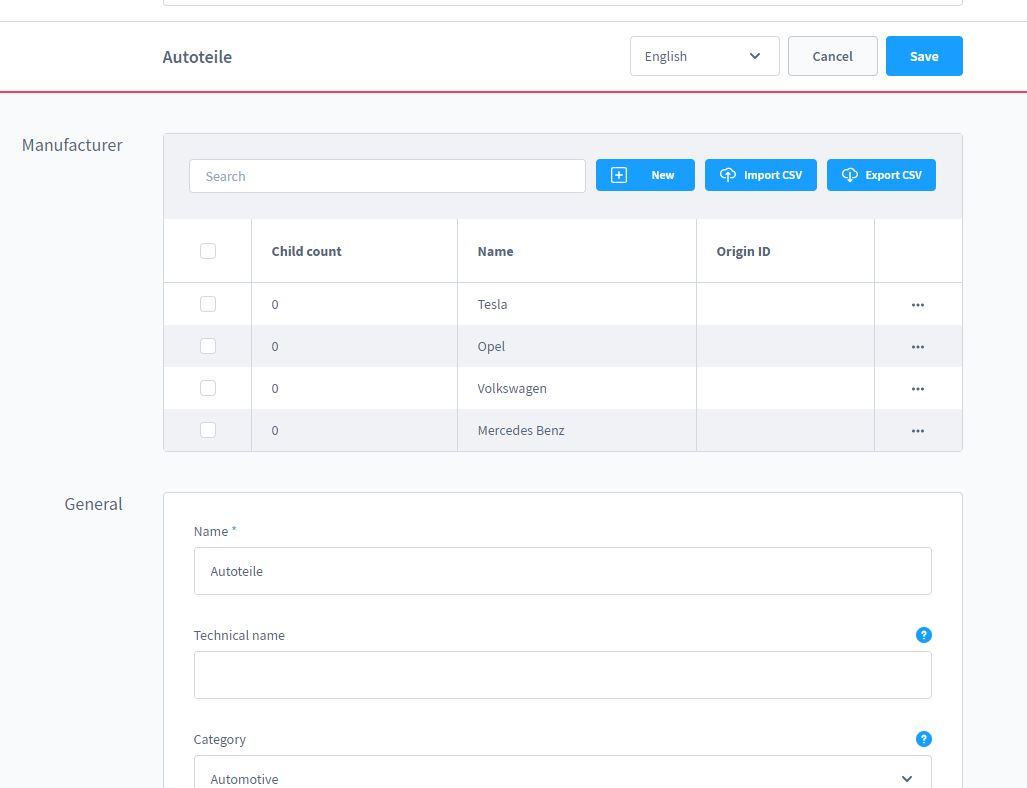 Autoteile
English
Cancel
Save
Manufacturer
Search
New
Import CSV
Export CSV
Child count
Name
Origin ID
0
Tesla
0
Opel
0
Volkswagen
0
Mercedes Benz
General
Name *
Autoteile
Technical name
?
Category
?
Automotive